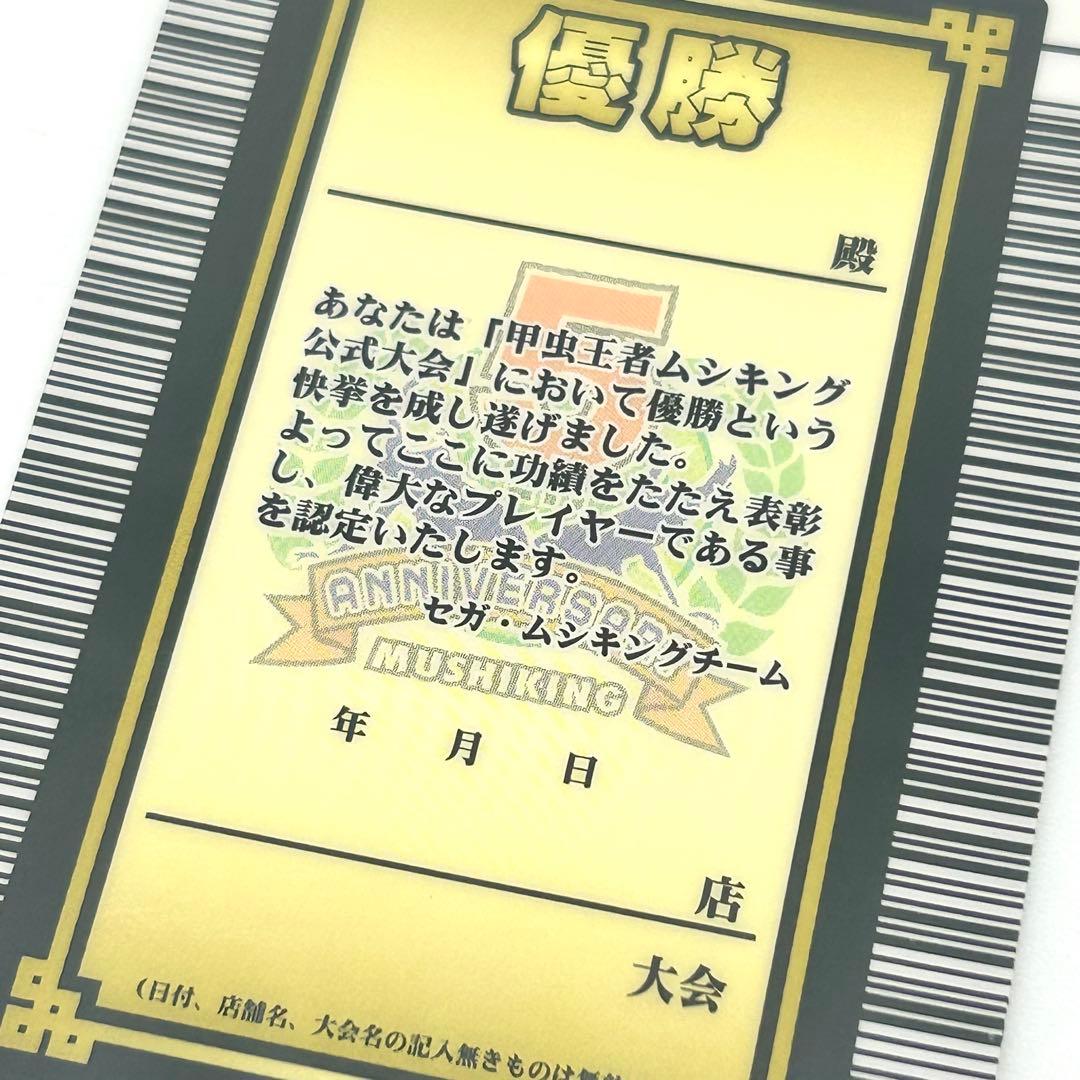 優勝
殿
あなたは「甲虫王者ムシキング
公式大会」において優勝という
快挙を成し遂げました。
よってここに功績をたたえ表彰
し、偉大なプレイヤーである事
を認定いたします。
セガ・ムシキングチーム
5
ANNIVERSARY
MUSHIKING
年 月 日
店
大会
(日付、店舗名、大会名の記入無きものは